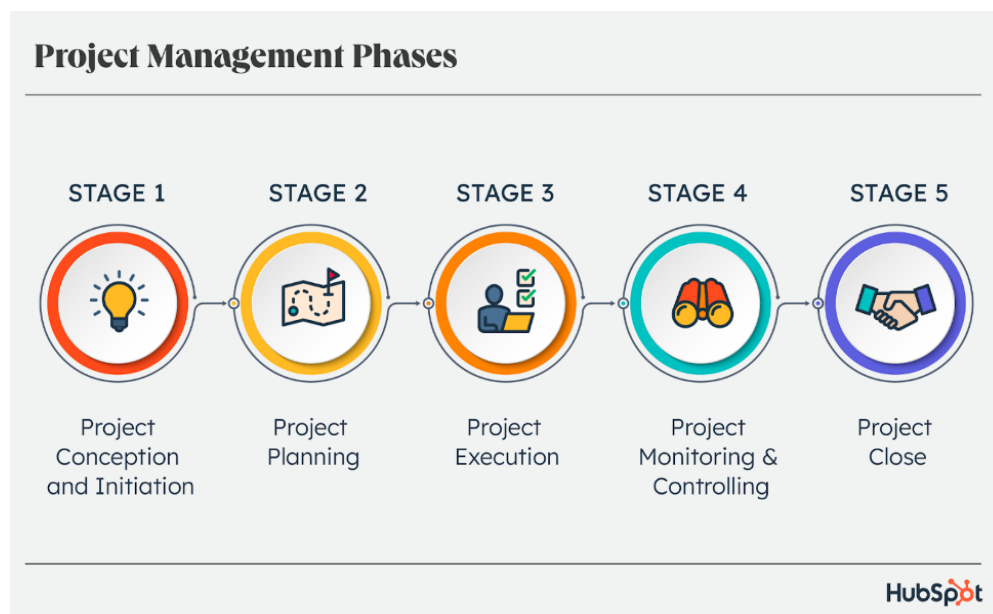 Project Management Phases
STAGE 1
STAGE 2
STAGE 3
STAGE 4
STAGE 5
Project
Conception
and Initiation
Project
Planning
Project
Execution
Project
Monitoring &
Controlling
Project
Close
HubSpot